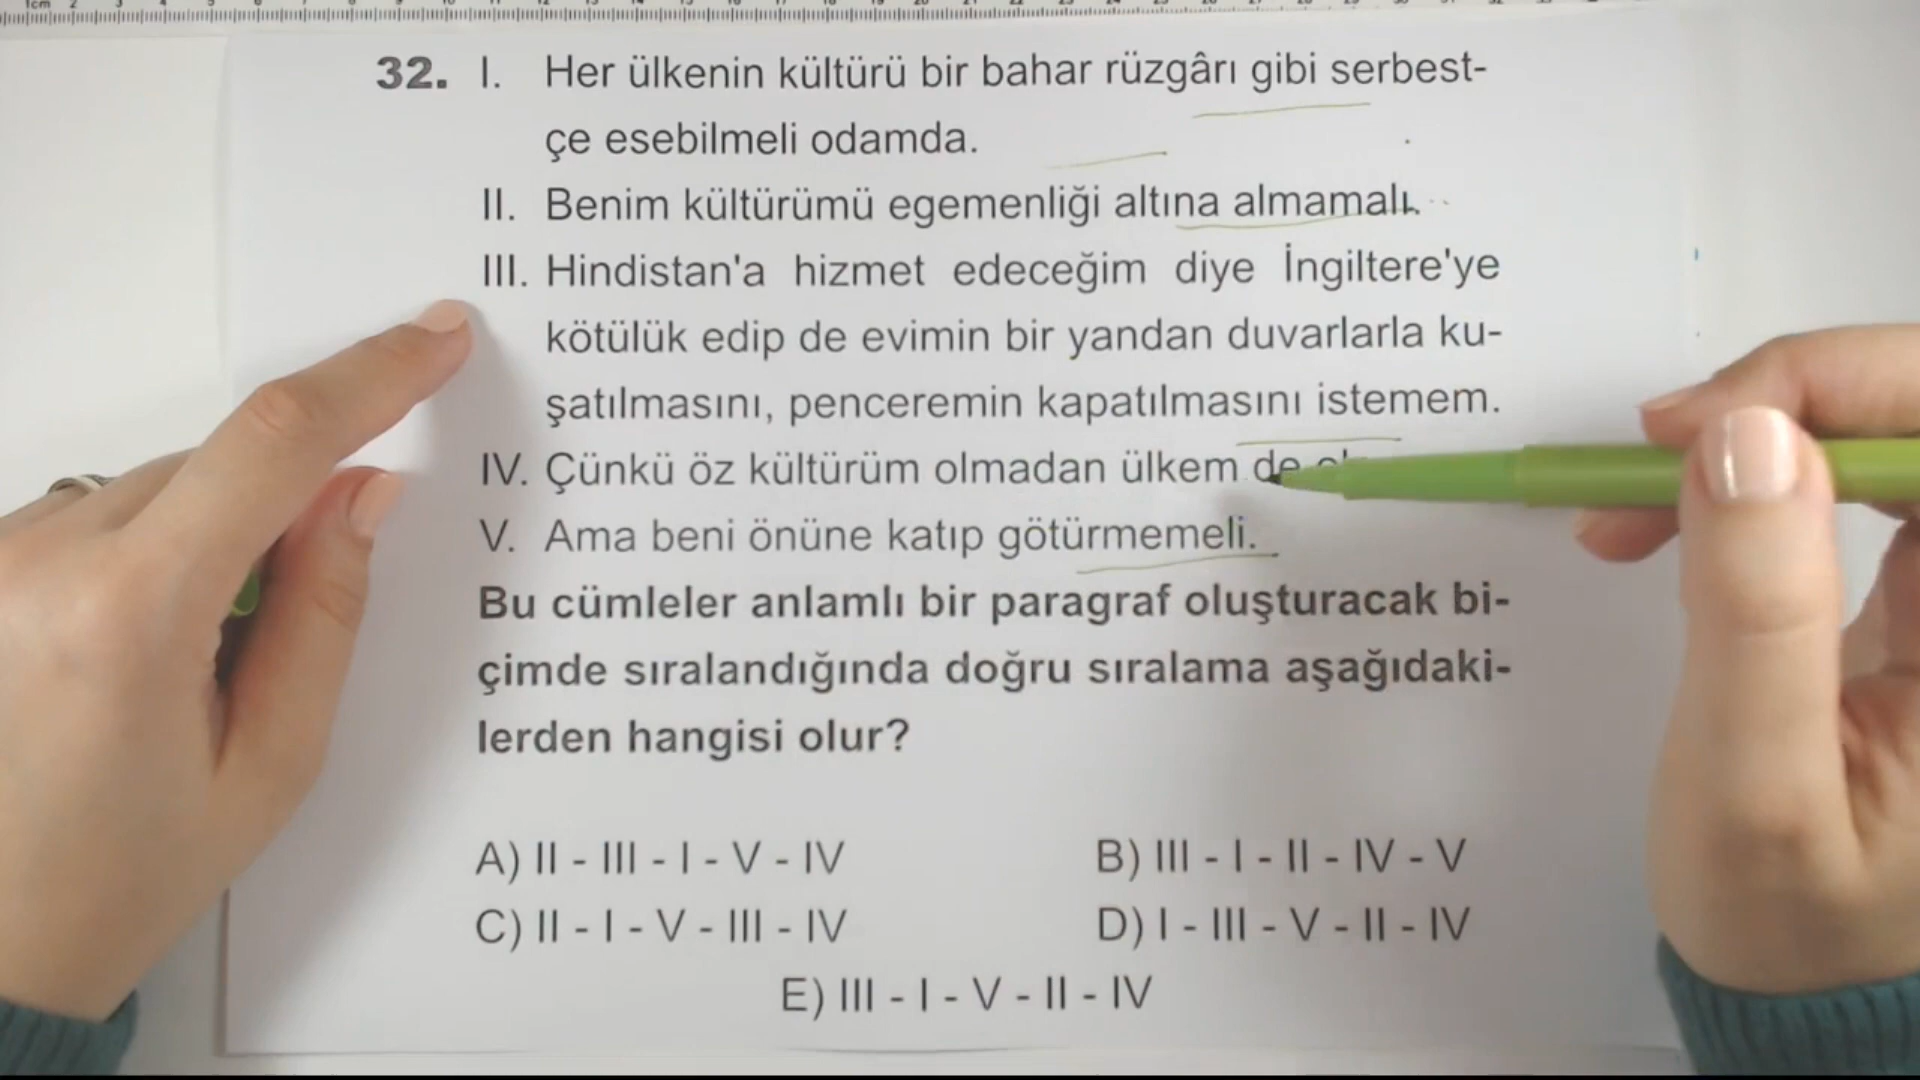 32. I. Her ülkenin kültürü bir bahar rüzgârı gibi serbest-
çe esebilmeli odamda.
II. Benim kültürümü egemenliği altına almamalı.
III. Hindistan'a hizmet edeceğim diye İngiltere'ye
kötülük edip de evimin bir yandan duvarlarla ku-
şatılmasını, penceremin kapatılmasını istemem.
IV. Çünkü öz kültürüm olmadan ülkem de
V. Ama beni önüne katıp götürmemeli.
Bu cümleler anlamlı bir paragraf oluşturacak bi-
çimde sıralandığında doğru sıralama aşağıdaki-
lerden hangisi olur?
A) II - III - I - V - IV
B) III - I - II - IV - V
C) II - I - V - III - IV
D) I - III - V - II - IV
E) III - I - V - II - IV